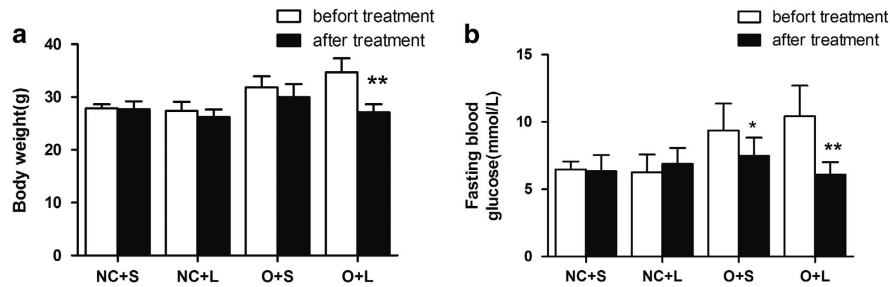 a
befort treatment
after treatment
Body weight(g)
40
30
20
10
0
**
NC+S
NC+L
O+S
O+L
b
befort treatment
after treatment
Fasting blood
glucose(mmol/L)
15
10
5
0
*
**
NC+S
NC+L
O+S
O+L